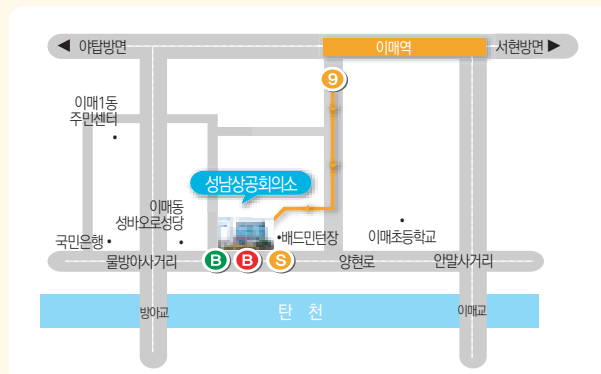 ◀ 야탑방면
이매역
서현방면 ▶
9
이매1동
주민센터
성남상공회의소
이매동
성바오로성당
국민은행
배드민턴장
이매초등학교
물방아사거리
B
B
S
양현로
안말사거리
방아교
탄 천
이매교